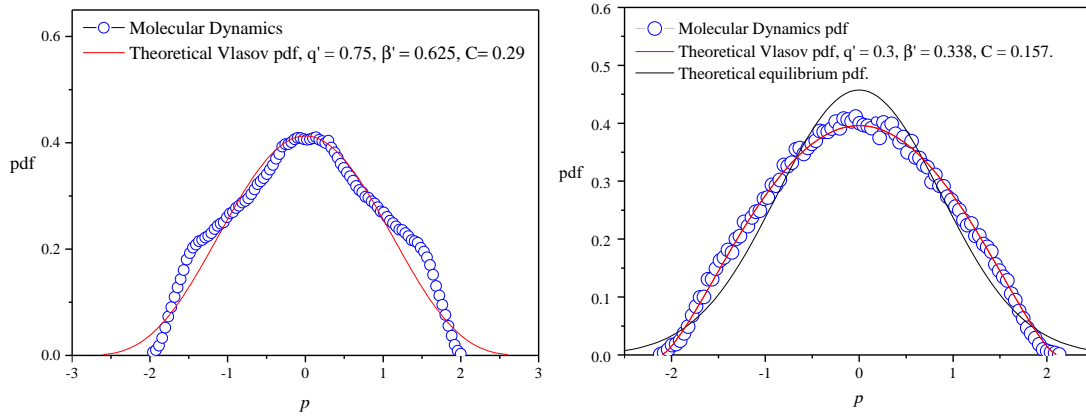 Molecular Dynamics
Theoretical Vlasov pdf, q' = 0.75, β' = 0.625, C= 0.29
0.6
0.4
0.2
0.0
pdf
-3
-2
-1
0
1
2
3
p
Molecular Dynamics pdf
Theoretical Vlasov pdf, q' = 0.3, β' = 0.338, C = 0.157.
Theoretical equilibrium pdf.
0.6
0.5
0.4
0.3
0.2
0.1
0.0
pdf
-2
-1
0
1
2
p